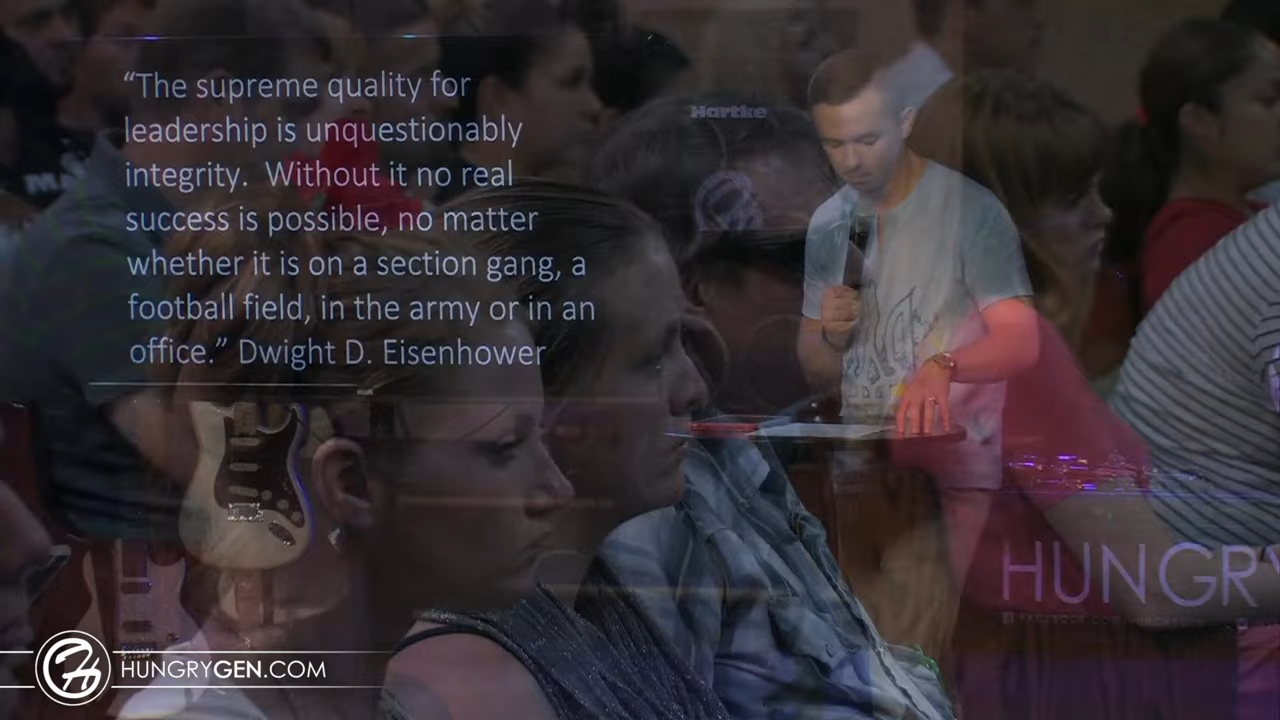 “The supreme quality for
leadership is unquestionably
integrity.  Without it no real
success is possible, no matter
whether it is on a section gang, a
football field, in the army or in an
office.” Dwight D. Eisenhower
Hartke
HUNGRY
HUNGRYGEN.COM